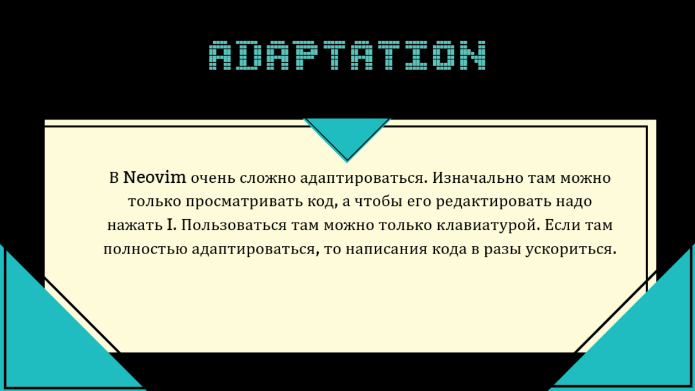 ADAPTATION
В Neovim очень сложно адаптироваться. Изначально там можно
только просматривать код, а чтобы его редактировать надо
нажать I. Пользоваться там можно только клавиатурой. Если там
полностью адаптироваться, то написания кода в разы ускориться.